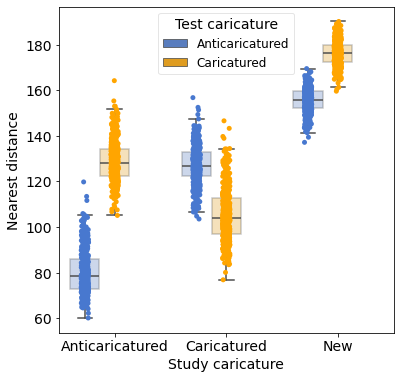 Test caricature
Anticaricatured
Caricatured
Nearest distance
180
160
140
120
100
80
60
Anticaricatured Caricatured New
Study caricature